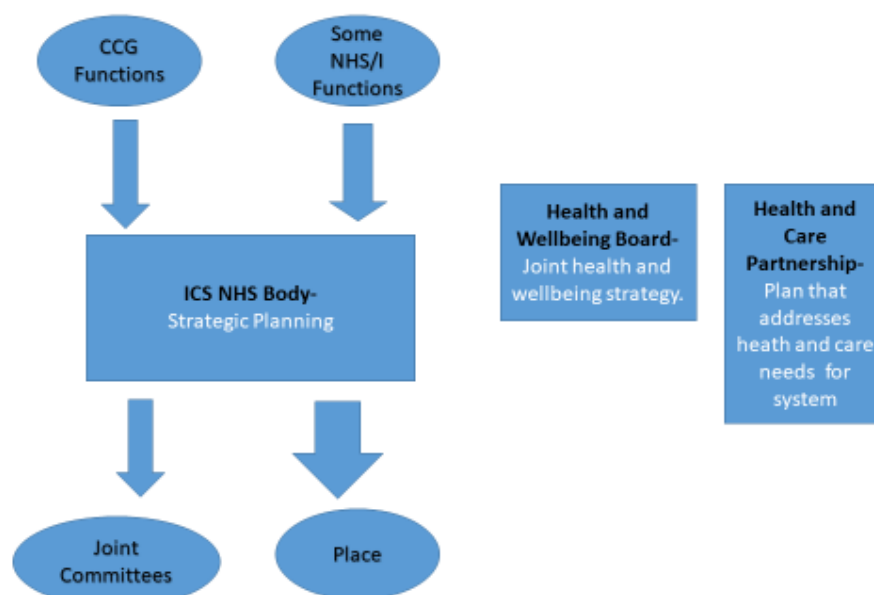 CCG
Functions
Some
NHS/I
Functions
ICS NHS Body-
Strategic Planning
Joint
Committees
Place
Health and
Wellbeing Board-
Joint health and
wellbeing strategy.
Health and
Care
Partnership-
Plan that
addresses
heath and care
needs for
system